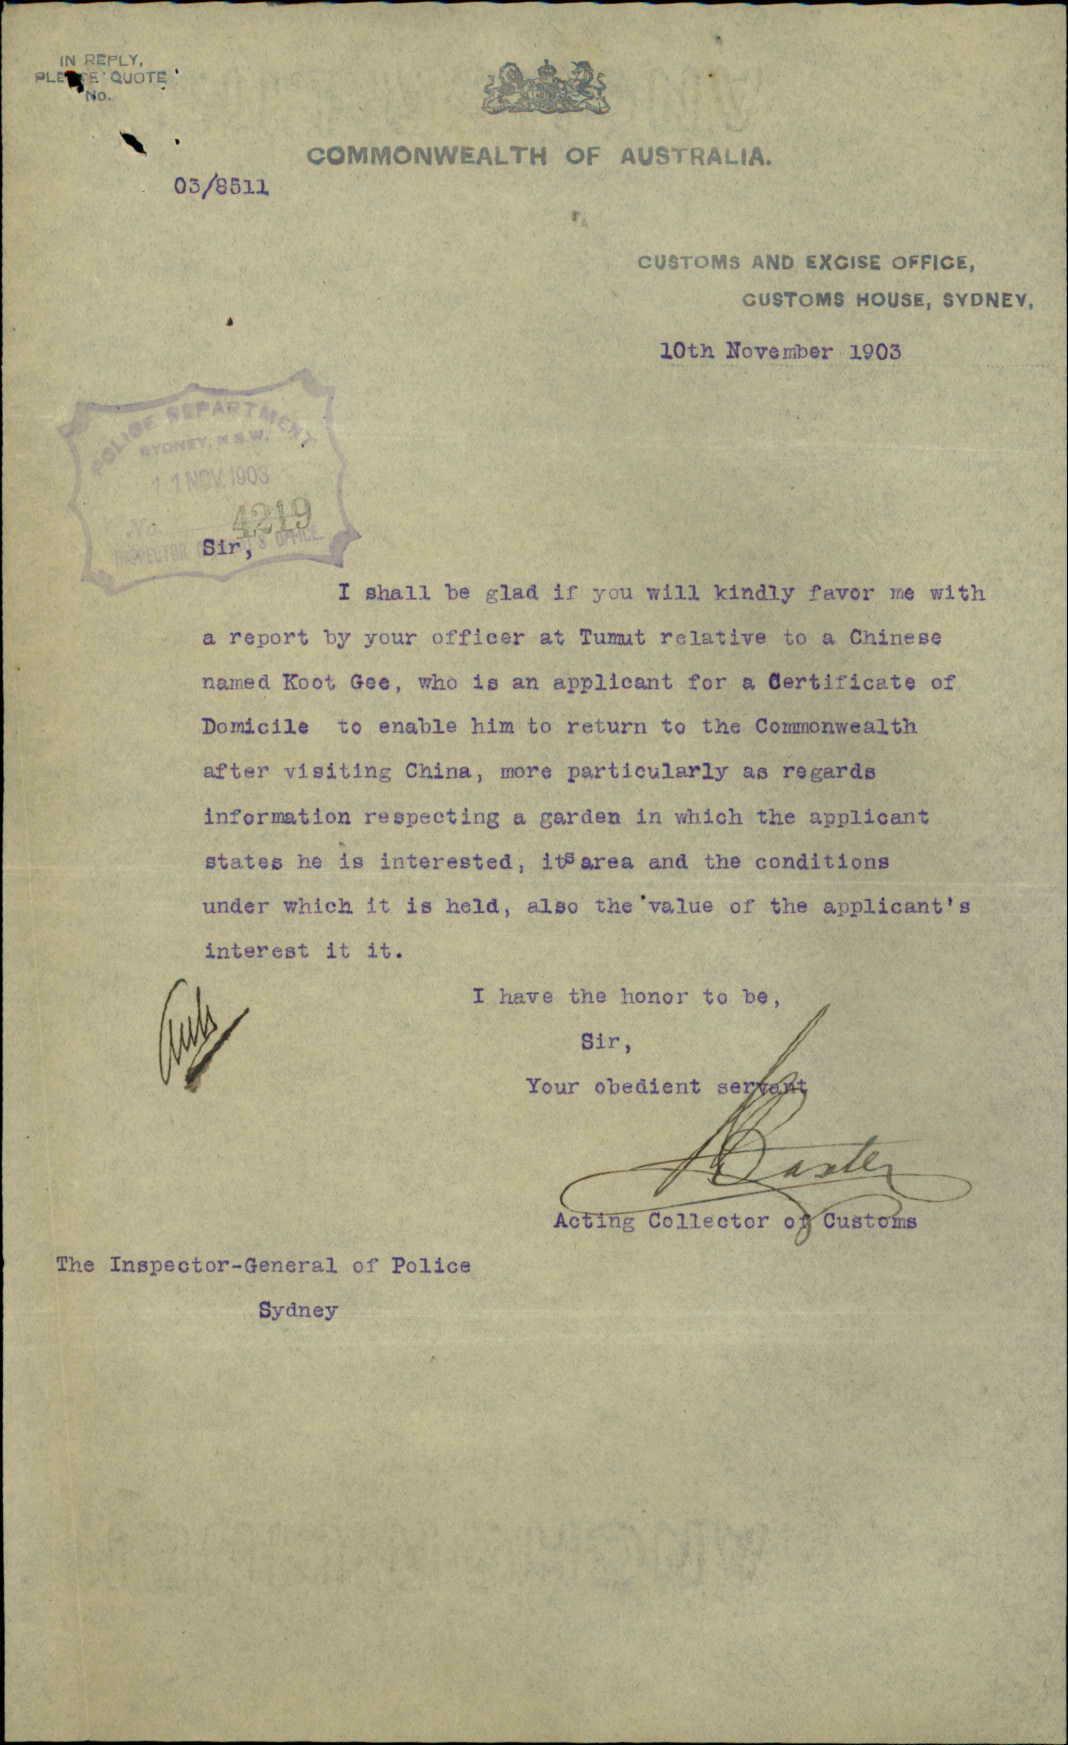 IN REPLY,
PLEASE QUOTE
No.
COMMONWEALTH OF AUSTRALIA.
03/8511
CUSTOMS AND EXCISE OFFICE,
CUSTOMS HOUSE, SYDNEY,
10th November 1903
POLICE DEPARTMENT
SYDNEY, N.S.W.
11 NOV. 1903
No. 4219
INSPECTOR GENERAL'S OFFICE
Sir,
I shall be glad if you will kindly favor me with
a report by your officer at Tumut relative to a Chinese
named Koot Gee, who is an applicant for a Certificate of
Domicile to enable him to return to the Commonwealth
after visiting China, more particularly as regards
information respecting a garden in which the applicant
states he is interested, its area and the conditions
under which it is held, also the value of the applicant's
interest it it.
I have the honor to be,
Sir,
Your obedient servant
Baxter
Acting Collector of Customs
The Inspector-General of Police
Sydney